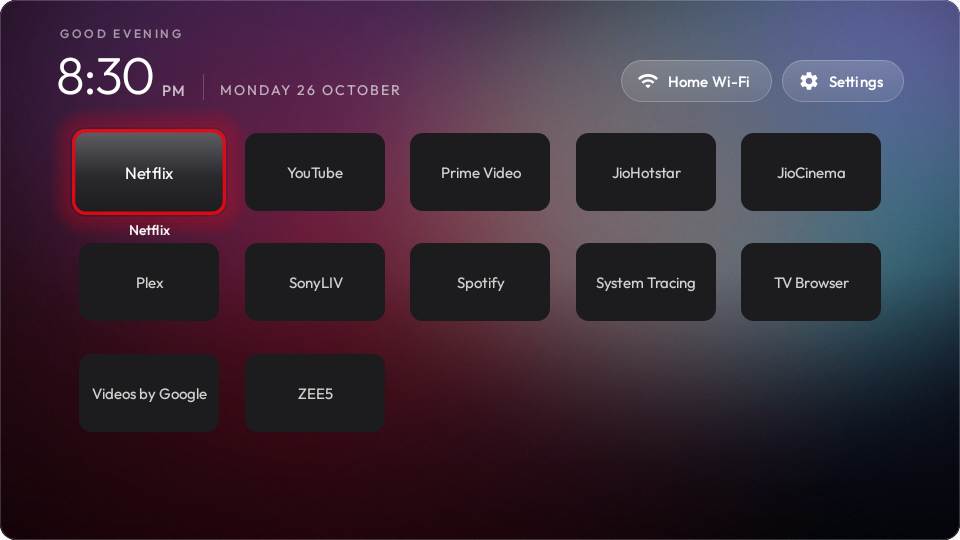 GOOD EVENING
8:30 PM
MONDAY 26 OCTOBER
Home Wi-Fi
Settings
Netflix
YouTube
Prime Video
JioHotstar
JioCinema
Netflix
Plex
SonyLIV
Spotify
System Tracing
TV Browser
Videos by Google
ZEE5